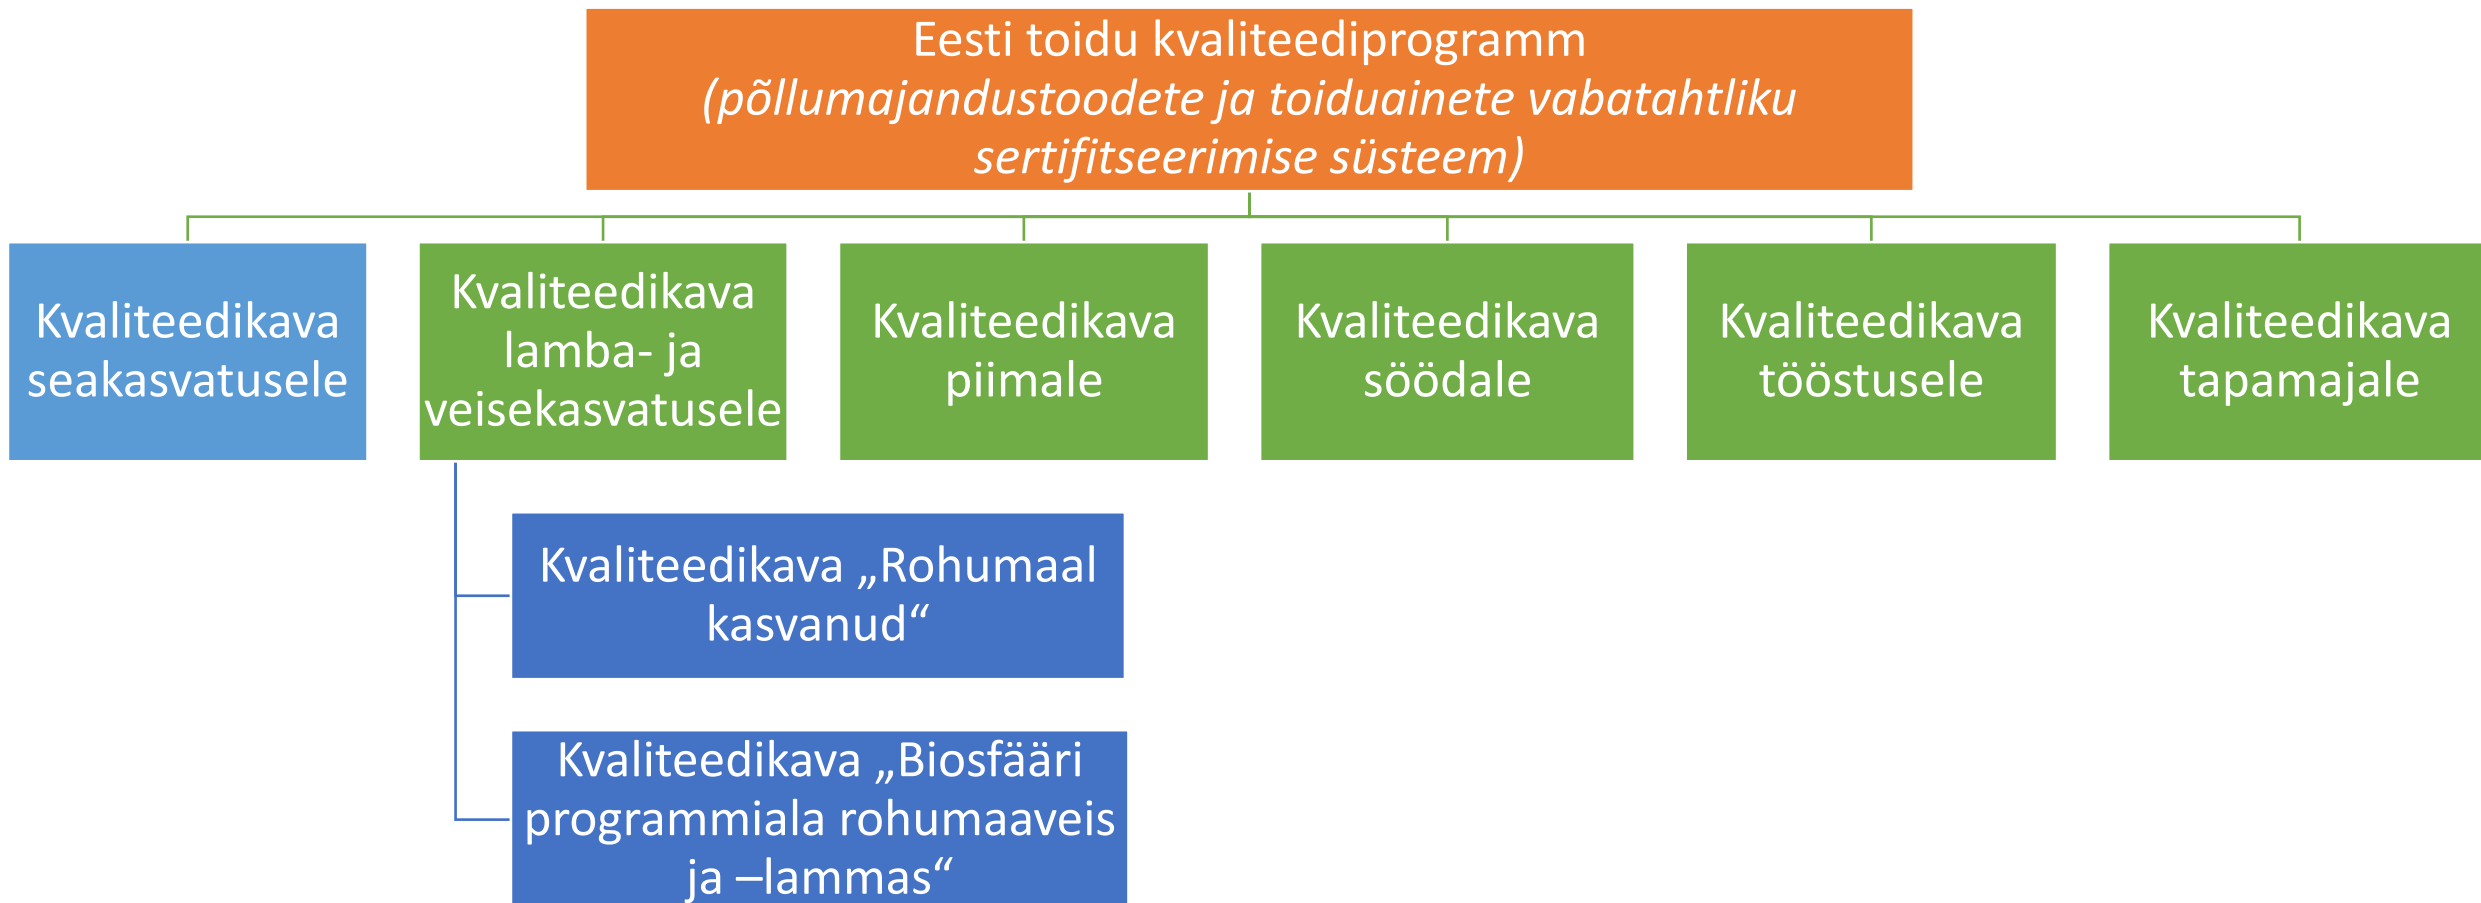 Eesti toidu kvaliteediprogramm
(põllumajandustoodete ja toiduainete vabatahtliku
sertifitseerimise süsteem)
Kvaliteedikava
seakasvatusele
Kvaliteedikava
lamba- ja
veisekasvatusele
Kvaliteedikava
piimale
Kvaliteedikava
söödale
Kvaliteedikava
tööstusele
Kvaliteedikava
tapamajale
Kvaliteedikava „Rohumaal
kasvanud“
Kvaliteedikava „Biosfääri
programmiala rohumaaveis
ja –lammas“